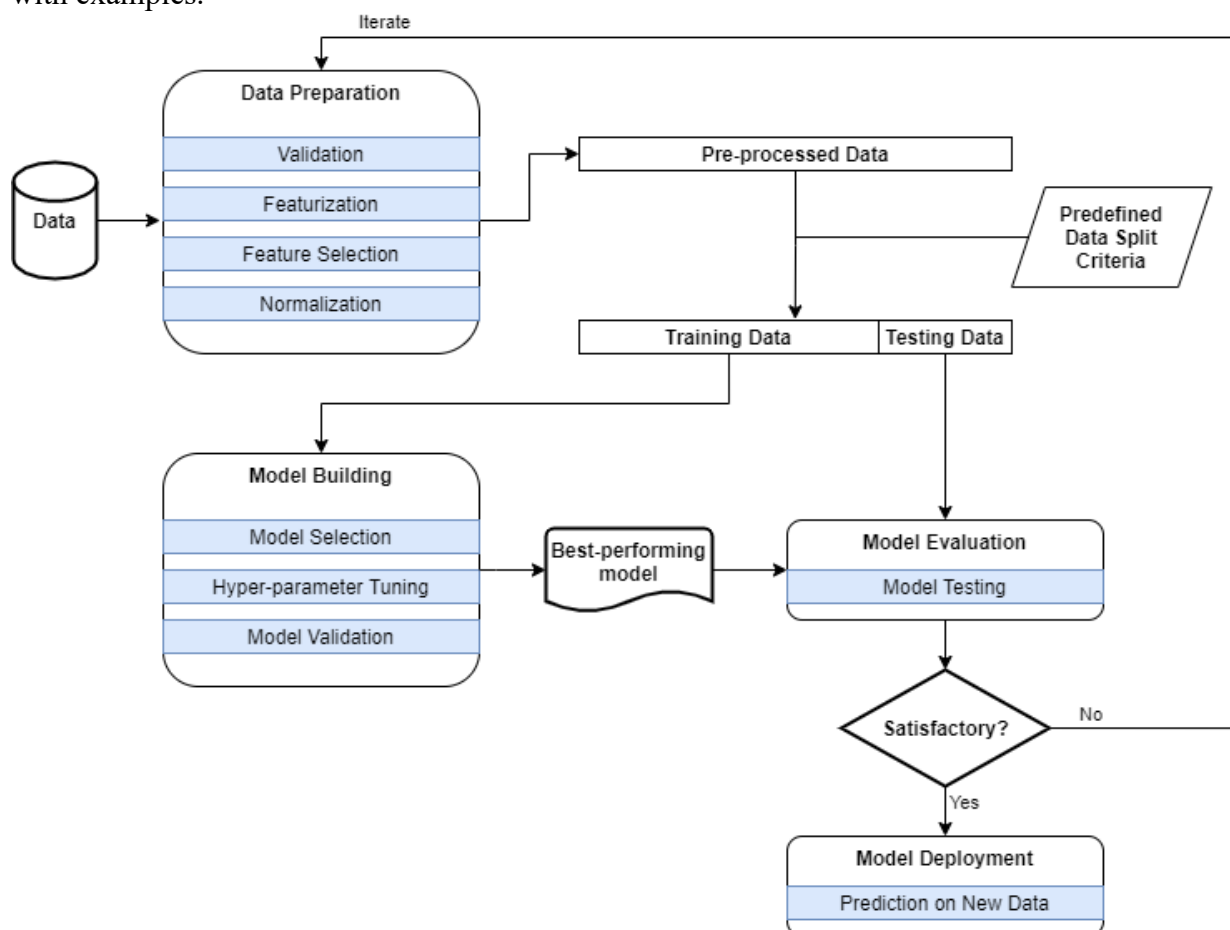 with examples.
Iterate
Data Preparation
Validation
Featurization
Feature Selection
Normalization
Data
Pre-processed Data
Predefined
Data Split
Criteria
Training Data
Testing Data
Model Building
Model Selection
Hyper-parameter Tuning
Model Validation
Best-performing
model
Model Evaluation
Model Testing
Satisfactory?
No
Yes
Model Deployment
Prediction on New Data